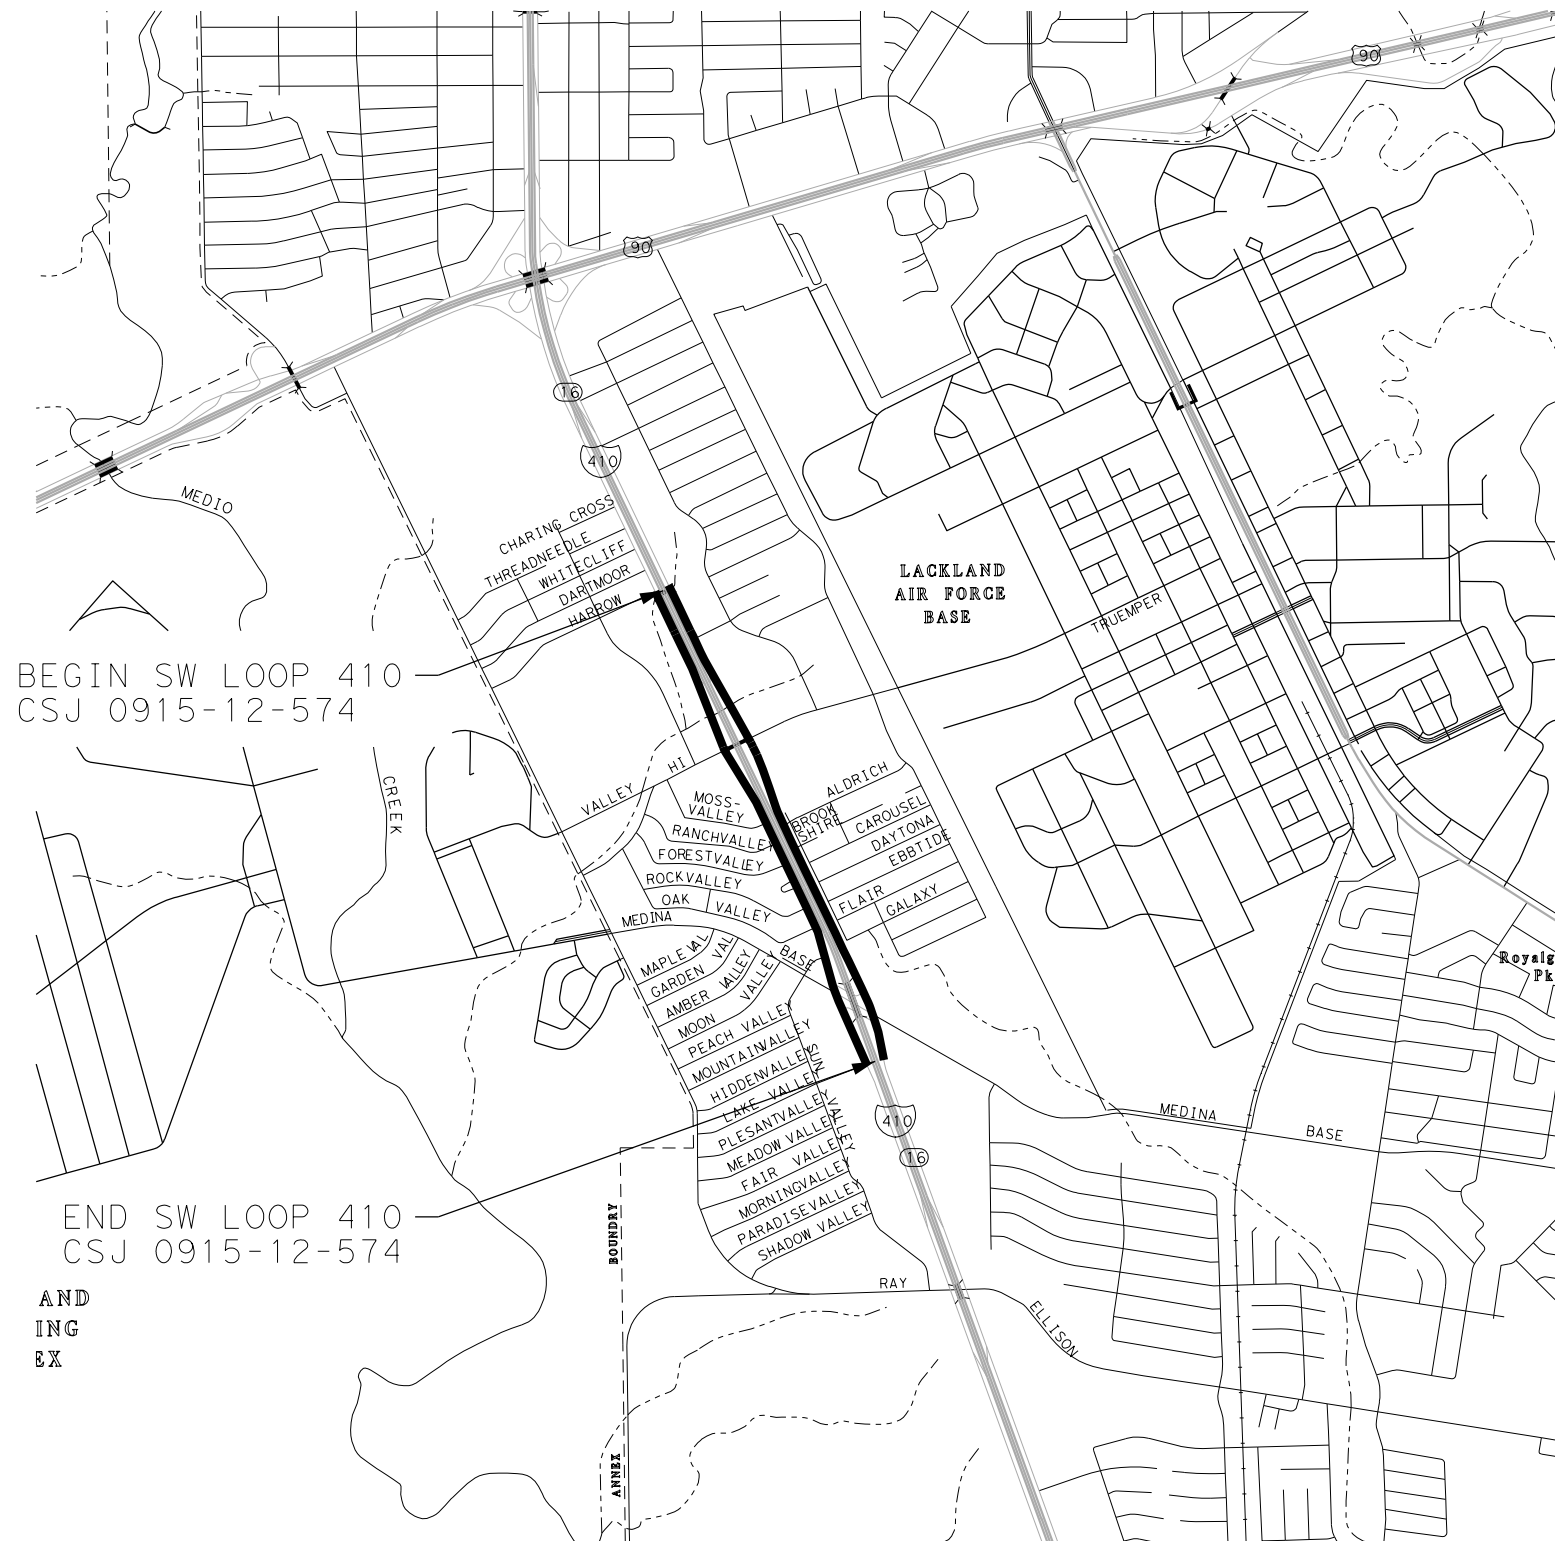 90
90
16
410
MEDIO
CHARING CROSS
THREADNEEDLE
WHITECLIFF
DARTMOOR
HARROW
LACKLAND
AIR FORCE
BASE
TRUEMPER
BEGIN SW LOOP 410
CSJ 0915-12-574
CREEK
VALLEY HI
MOSS-
VALLEY
RANCHVALLEY
FORESTVALLEY
ROCKVALLEY
OAK VALLEY
MEDINA BASE
ALDRICH
BROOK
SHIRE
CAROUSEL
DAYTONA
EBBTIDE
FLAIR
GALAXY
MAPLE VAL
GARDEN VAL
AMBER VALLEY
MOON VALLEY
PEACH VALLEY
MOUNTAINVALLEY
HIDDENVALLEY
LAKE VALLEY
SUN VALLEY
PLESANTVALLEY
MEADOW VALLEY
FAIR VALLEY
MORNINGVALLEY
PARADISEVALLEY
SHADOW VALLEY
Royalg
Pk
410
16
MEDINA BASE
END SW LOOP 410
CSJ 0915-12-574
BOUNDRY
AND
ING
EX
RAY
ELLISON
ANNEX